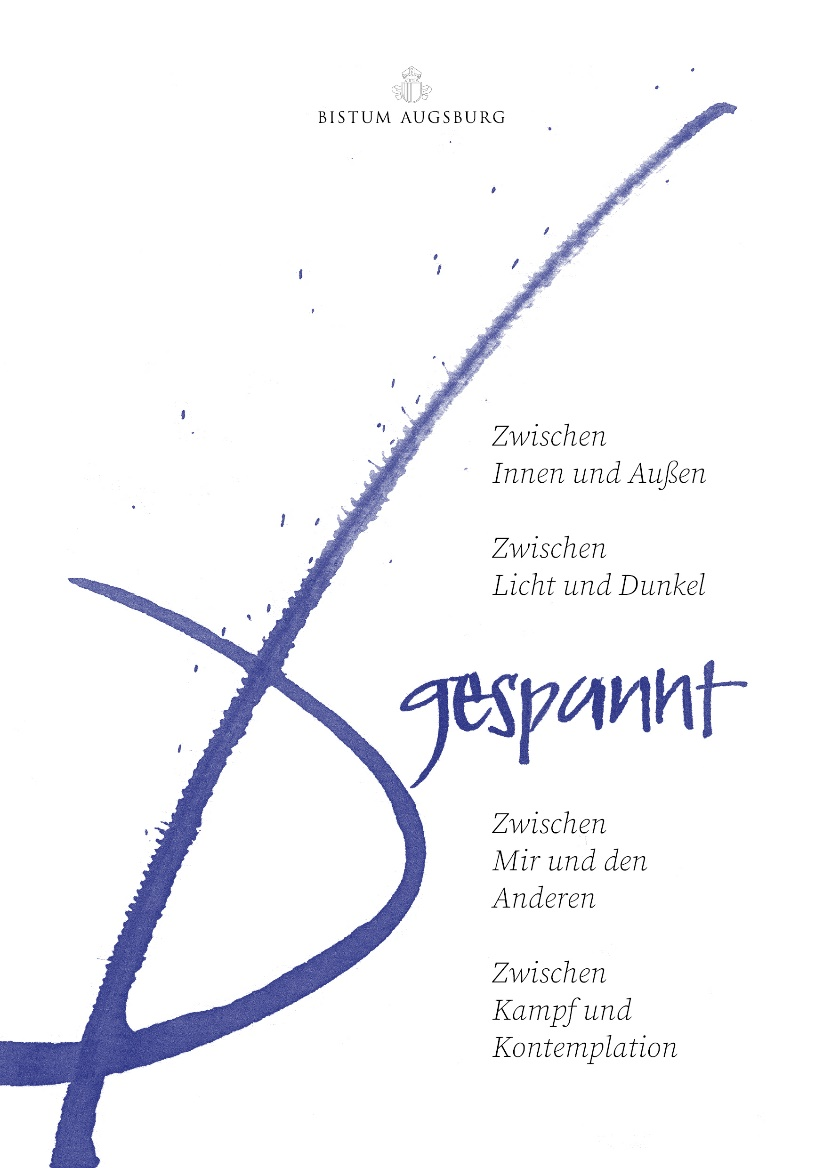 BISTUM AUGSBURG
Zwischen
Innen und Außen
Zwischen
Licht und Dunkel
gespannt
Zwischen
Mir und den
Anderen
Zwischen
Kampf und
Kontemplation